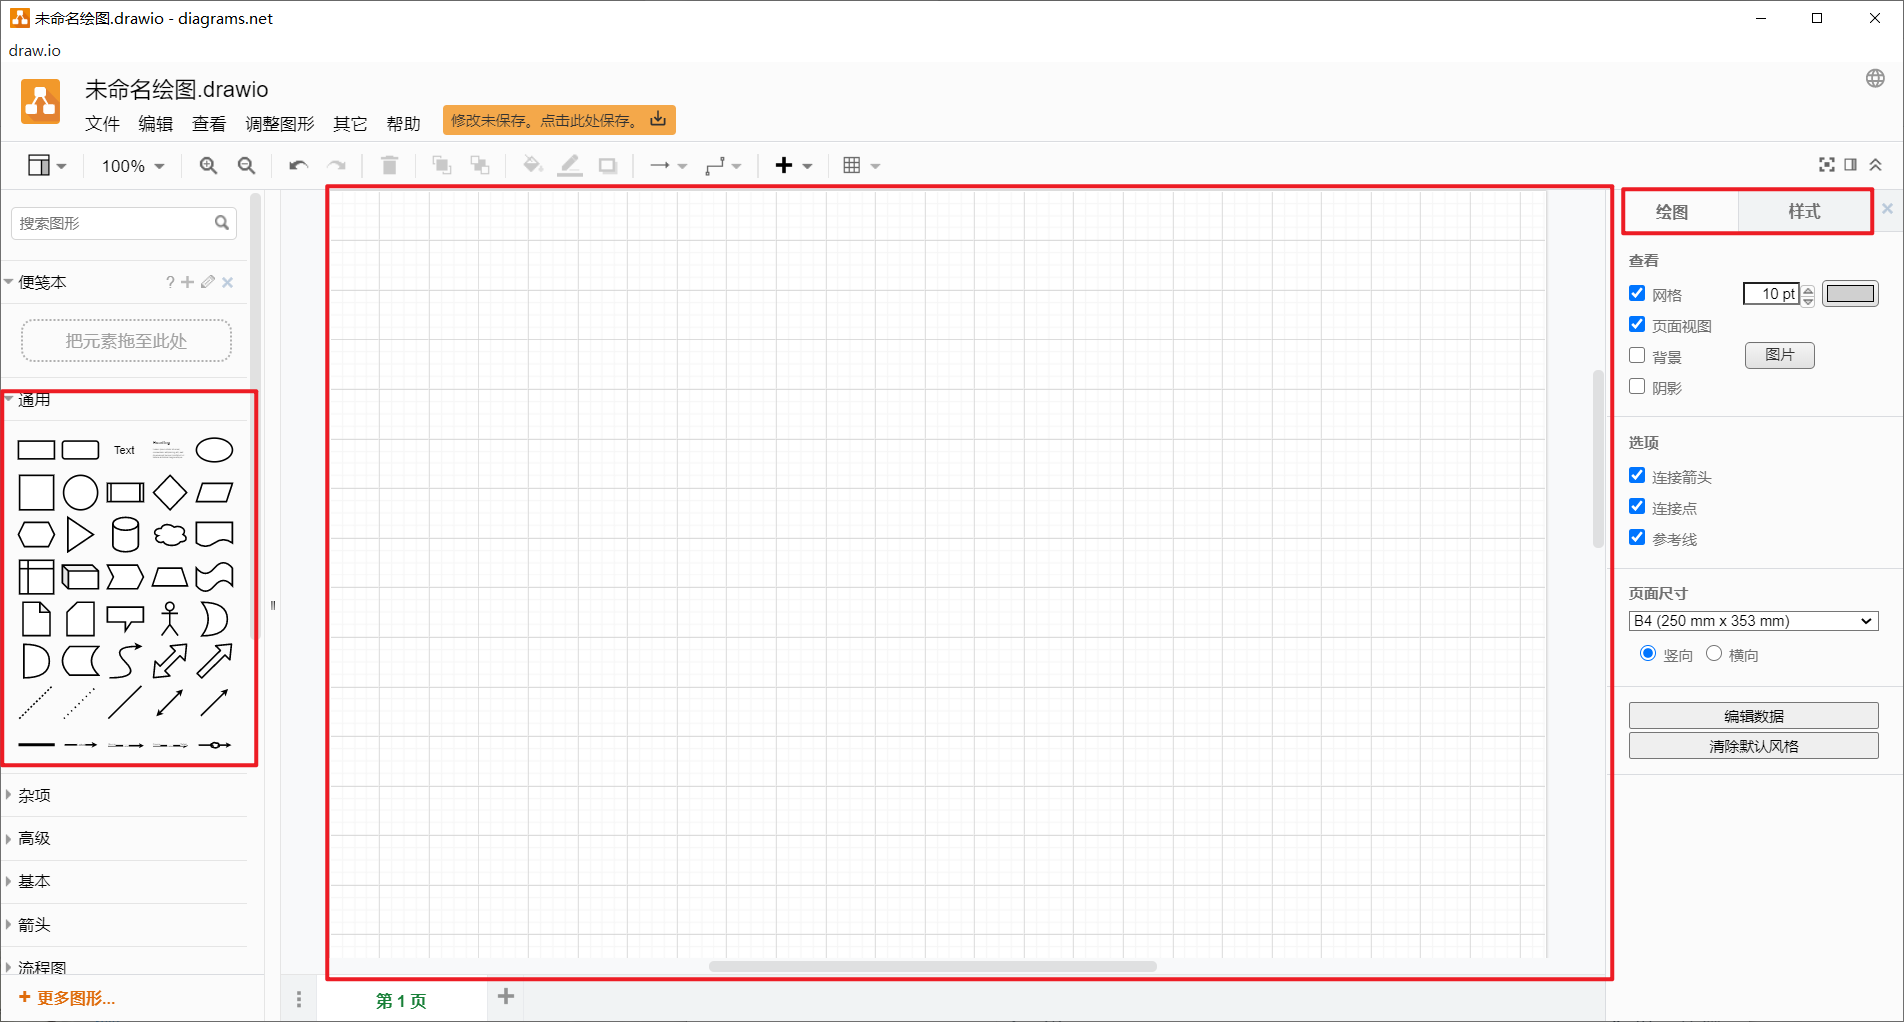 未命名绘图.drawio - diagrams.net
draw.io
未命名绘图.drawio
文件 编辑 查看 调整图形 其它 帮助 修改未保存。点击此处保存。
100%
搜索图形
便笺本 ?
把元素拖至此处
通用
Text
Heading
杂项
高级
基本
箭头
流程图
+ 更多图形...
第 1 页
绘图 样式
查看
网格 10 pt
页面视图
背景 图片
阴影
选项
连接箭头
连接点
参考线
页面尺寸
B4 (250 mm x 353 mm)
竖向 横向
编辑数据
清除默认风格